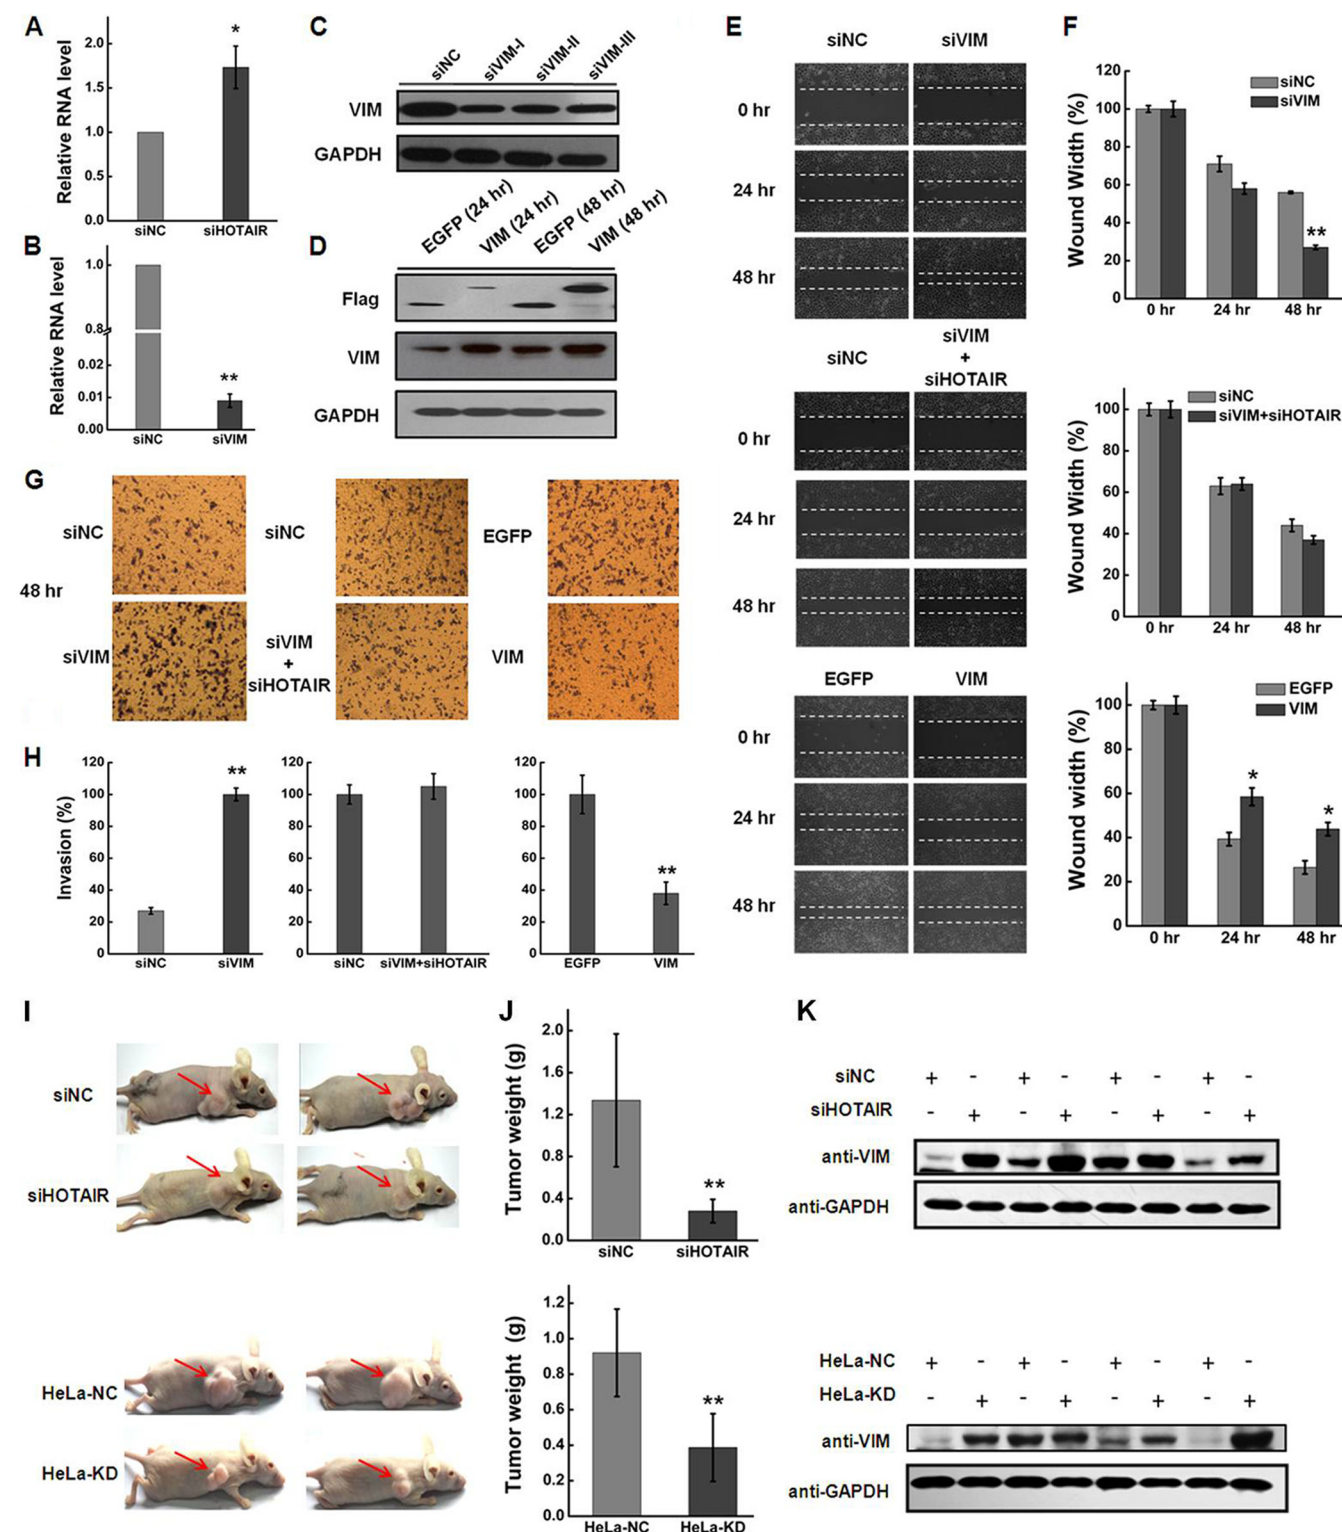 A
Relative RNA level
2.0
1.5
1.0
0.5
0.0
*
siNC
siHOTAIR
B
Relative RNA level
1.0
0.8
0.02
0.01
0.00
**
siNC
siVIM
C
siNC
siVIM-I
siVIM-II
siVIM-III
VIM
GAPDH
D
EGFP (24 hr)
VIM (24 hr)
EGFP (48 hr)
VIM (48 hr)
Flag
VIM
GAPDH
E
siNC
siVIM
0 hr
24 hr
48 hr
siNC
siVIM
+
siHOTAIR
0 hr
24 hr
48 hr
EGFP
VIM
0 hr
24 hr
48 hr
F
Wound Width (%)
120
100
80
60
40
20
0
siNC
siVIM
**
0 hr
24 hr
48 hr
Wound Width (%)
100
80
60
40
20
0
siNC
siVIM+siHOTAIR
0 hr
24 hr
48 hr
Wound width (%)
100
80
60
40
20
0
EGFP
VIM
*
*
0 hr
24 hr
48 hr
G
siNC
siNC
EGFP
48 hr
siVIM
siVIM
+
siHOTAIR
VIM
H
Invasion (%)
120
100
80
60
40
20
0
**
siNC
siVIM
120
100
80
60
40
20
0
siNC
siVIM+siHOTAIR
120
100
80
60
40
20
0
**
EGFP
VIM
I
siNC
siHOTAIR
HeLa-NC
HeLa-KD
J
Tumor weight (g)
2.0
1.6
1.2
0.8
0.4
0.0
**
siNC
siHOTAIR
Tumor weight (g)
1.2
1.0
0.8
0.6
0.4
0.2
0.0
**
HeLa-NC
HeLa-KD
K
siNC + - + - + - + -
siHOTAIR - + - + - + - +
anti-VIM
anti-GAPDH
HeLa-NC + - + - + - + -
HeLa-KD - + - + - + - +
anti-VIM
anti-GAPDH